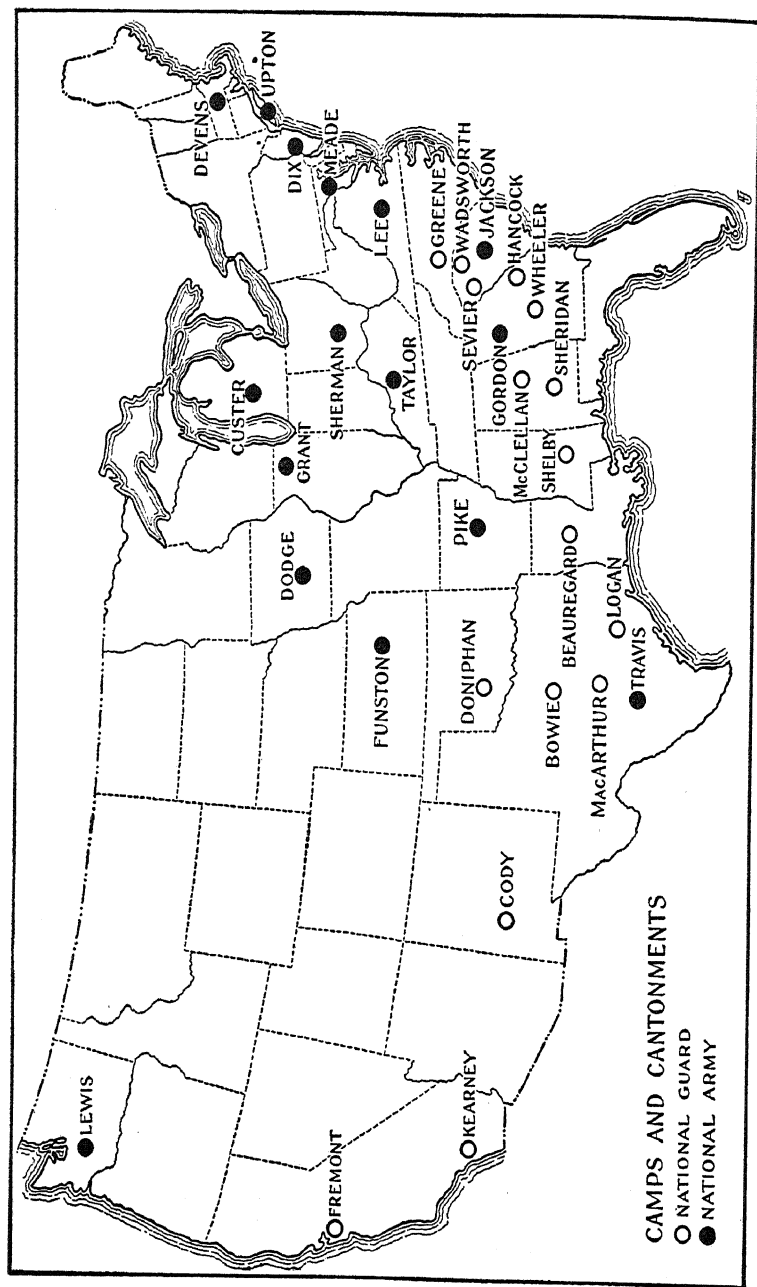 DEVENS
UPTON
DIX
MEADE
LEE
GREENE
WADSWORTH
JACKSON
SEVIER
HANCOCK
WHEELER
GORDON
McCLELLAN
SHERIDAN
SHELBY
CUSTER
SHERMAN
TAYLOR
GRANT
DODGE
PIKE
FUNSTON
DONIPHAN
BEAUREGARD
BOWIE
LOGAN
MACARTHUR
TRAVIS
CODY
LEWIS
FREMONT
KEARNEY
CAMPS AND CANTONMENTS
NATIONAL GUARD
NATIONAL ARMY